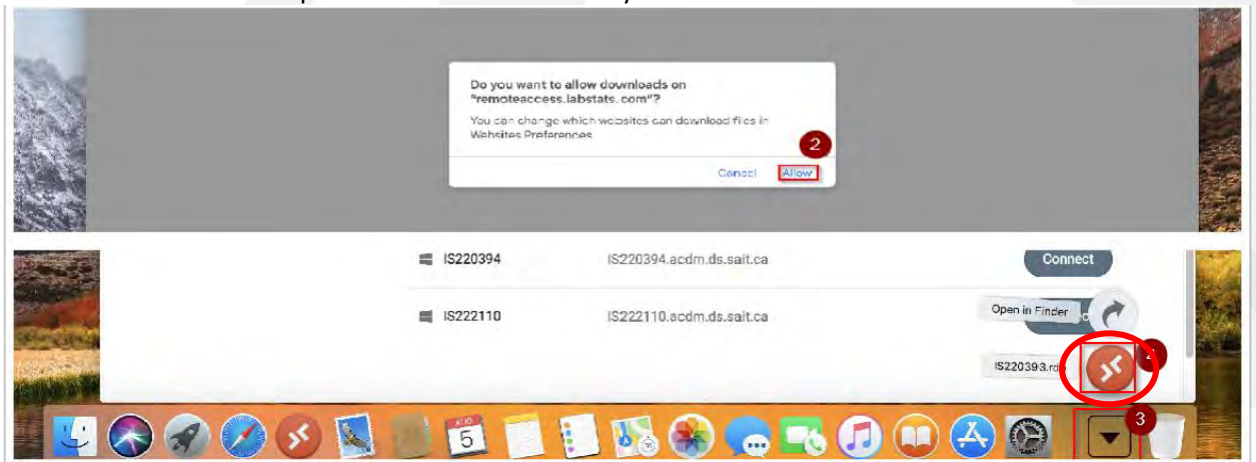 Do you want to allow downloads on
"remoteaccess.labstats.com"?
You can change which websites can download files in
Websites Preferences
2
Cancel Allow
IS220394 IS220394.acdm.ds.sait.ca Connect
IS222110 IS222110.acdm.ds.sait.ca
Open in Finder
IS220393.rdp
4
AUG
5
3